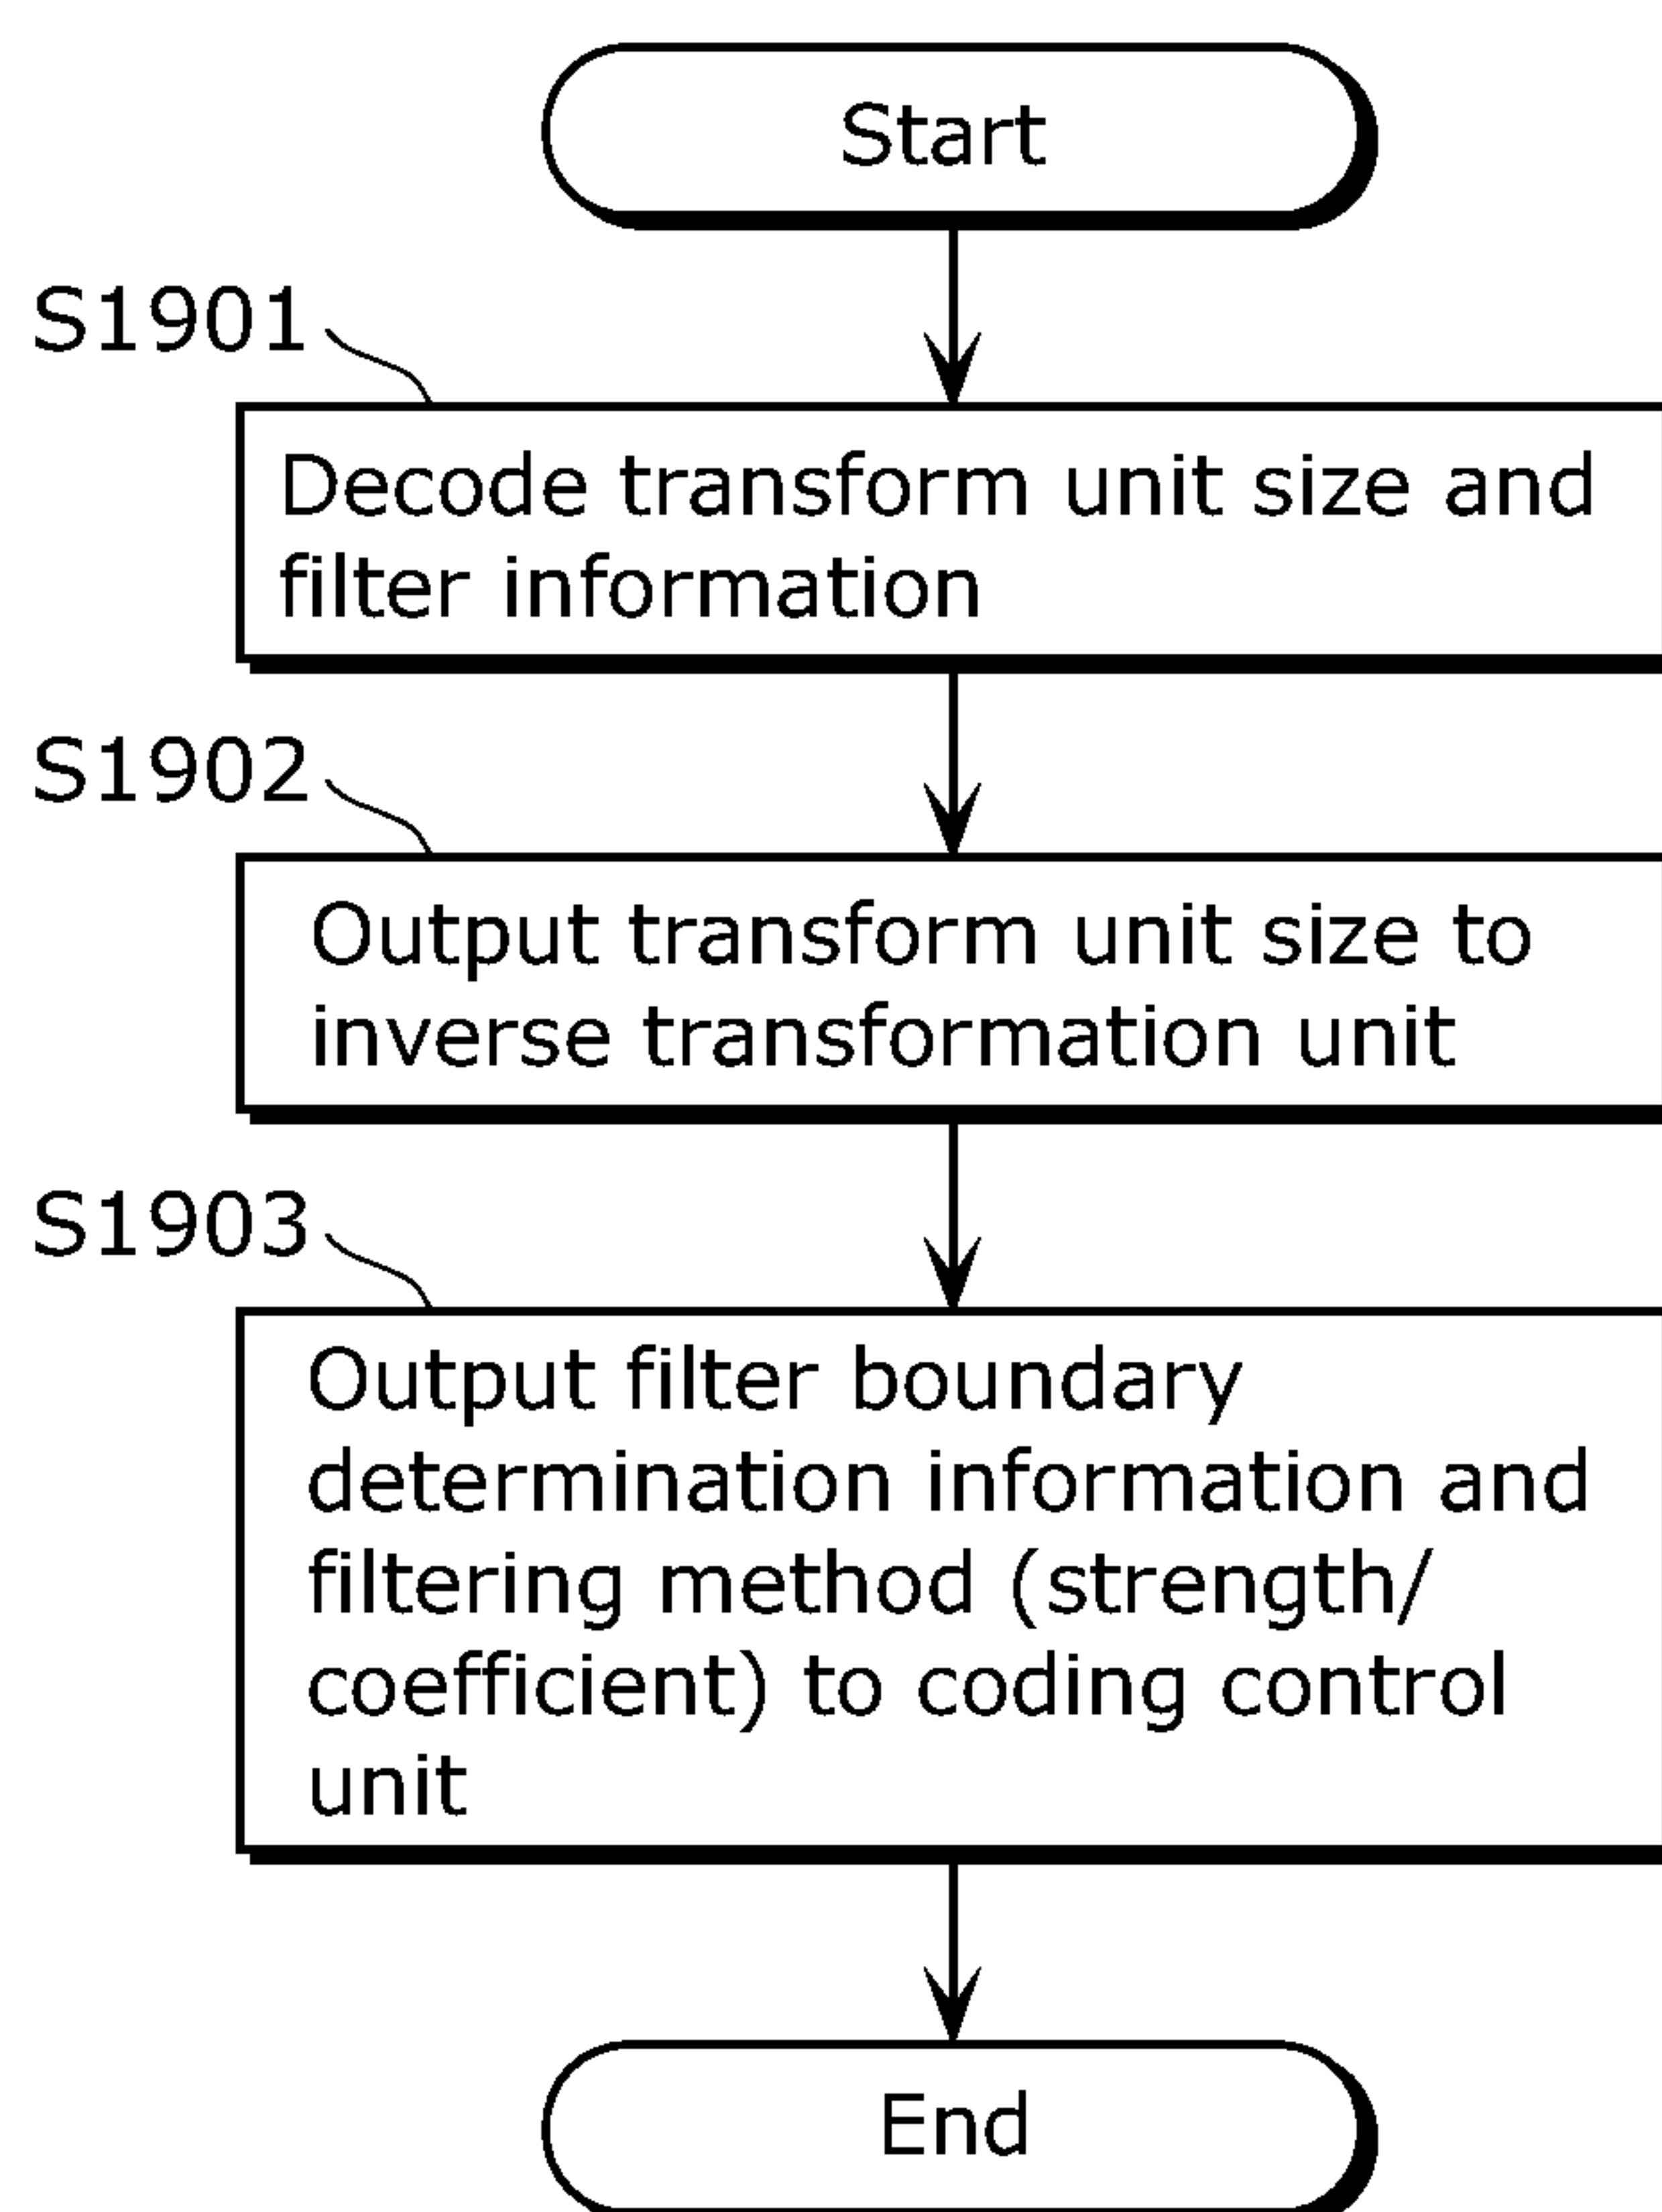 Start
S1901
Decode transform unit size and
filter information
S1902
Output transform unit size to
inverse transformation unit
S1903
Output filter boundary
determination information and
filtering method (strength/
coefficient) to coding control
unit
End